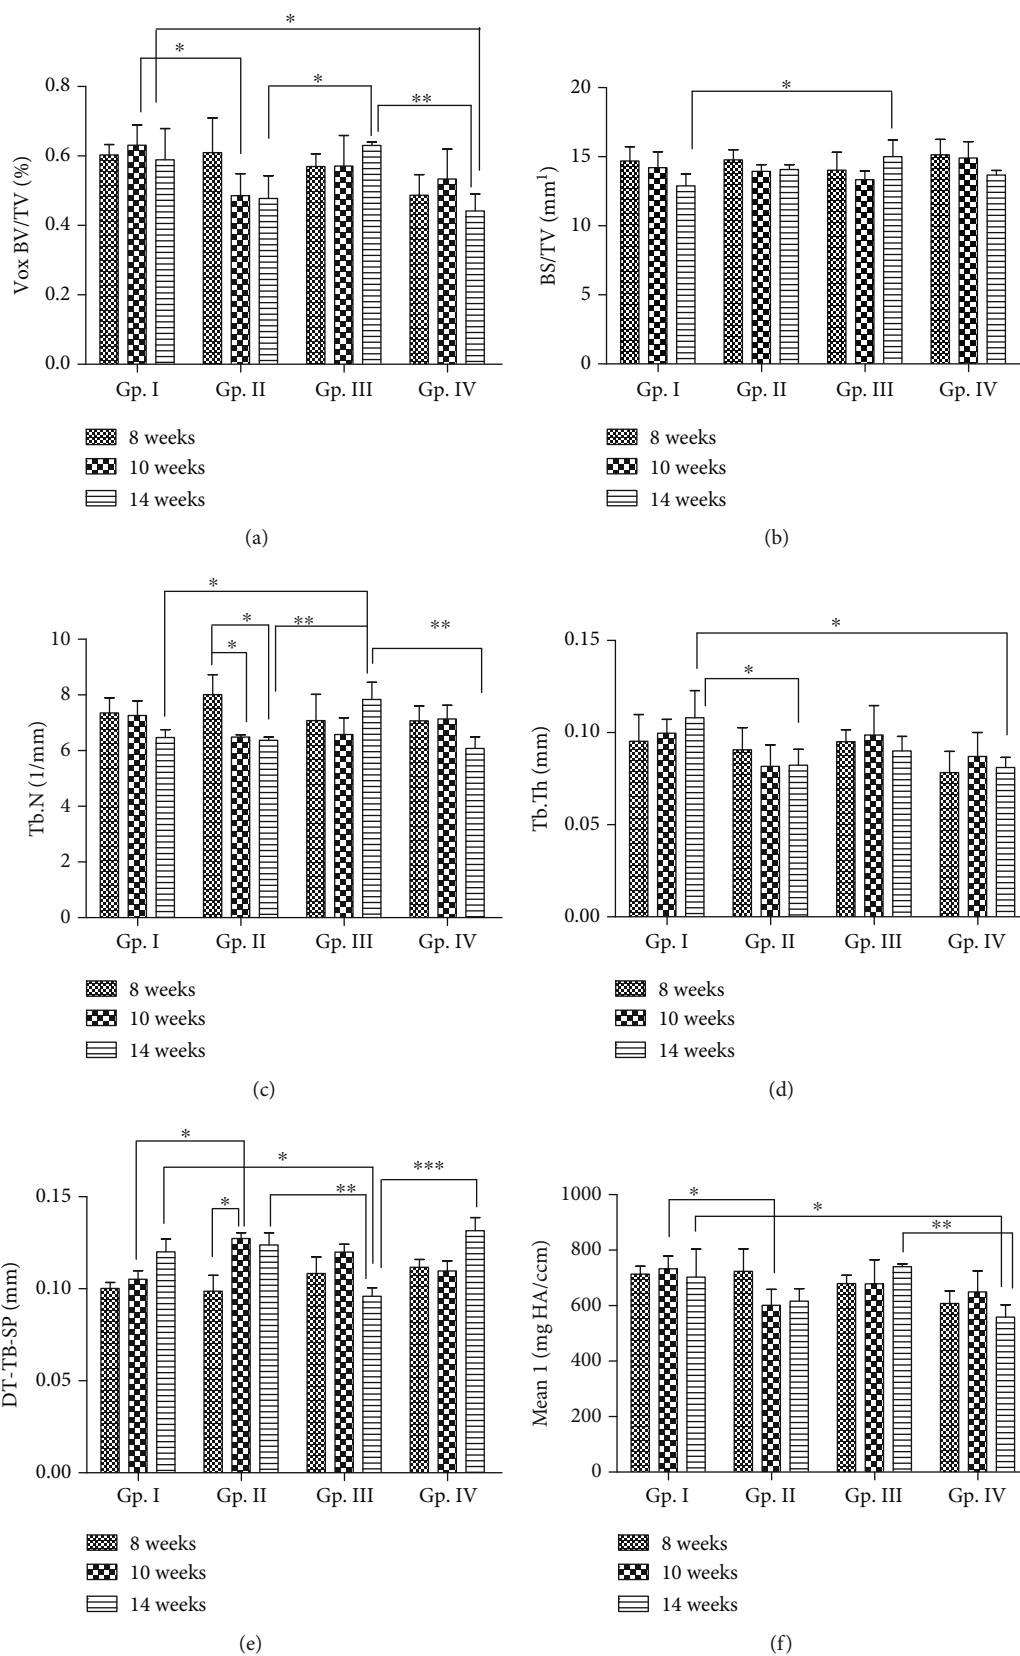 *
*
*
**
0.8
0.6
0.4
0.2
0.0
Vox BV/TV (%)
Gp. I Gp. II Gp. III Gp. IV
8 weeks
10 weeks
14 weeks
(a)
*
20
15
10
5
0
BS/TV (mm¹)
Gp. I Gp. II Gp. III Gp. IV
8 weeks
10 weeks
14 weeks
(b)
*
*
**
**
*
10
8
6
4
2
0
Tb.N (1/mm)
Gp. I Gp. II Gp. III Gp. IV
8 weeks
10 weeks
14 weeks
(c)
*
*
0.15
0.10
0.05
0.00
Tb.Th (mm)
Gp. I Gp. II Gp. III Gp. IV
8 weeks
10 weeks
14 weeks
(d)
*
*
***
**
*
0.15
0.10
0.05
0.00
DT-TB-SP (mm)
Gp. I Gp. II Gp. III Gp. IV
8 weeks
10 weeks
14 weeks
(e)
*
*
**
1000
800
600
400
200
0
Mean 1 (mg HA/ccm)
Gp. I Gp. II Gp. III Gp. IV
8 weeks
10 weeks
14 weeks
(f)